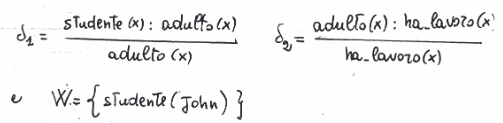 δ₁ = studente(x) : adulto(x) / adulto(x)   δ₂ = adulto(x) : ha_lavoro(x) / ha_lavoro(x)
e W = { studente(John) }